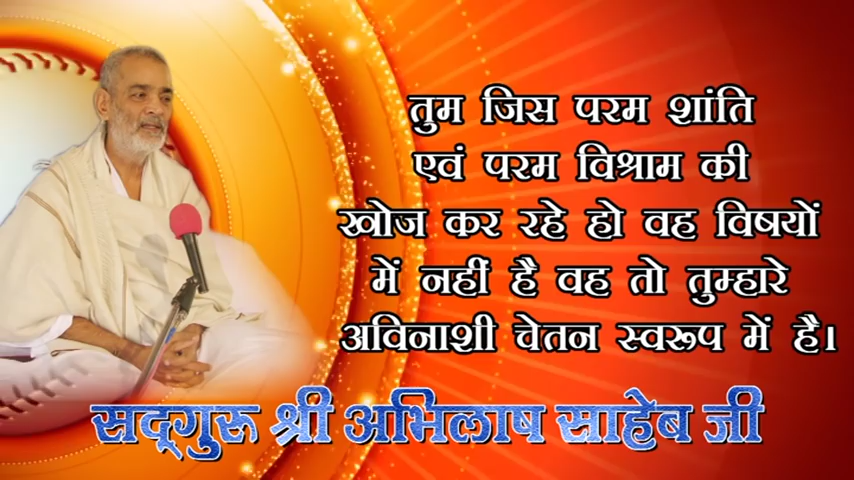 तुम जिस परम शांति
एवं परम विश्राम की
खोज कर रहे हो वह विषयों
में नहीं है वह तो तुम्हारे
अविनाशी चेतन स्वरूप में है।
सद्‌गुरु श्री अभिलाष साहेब जी